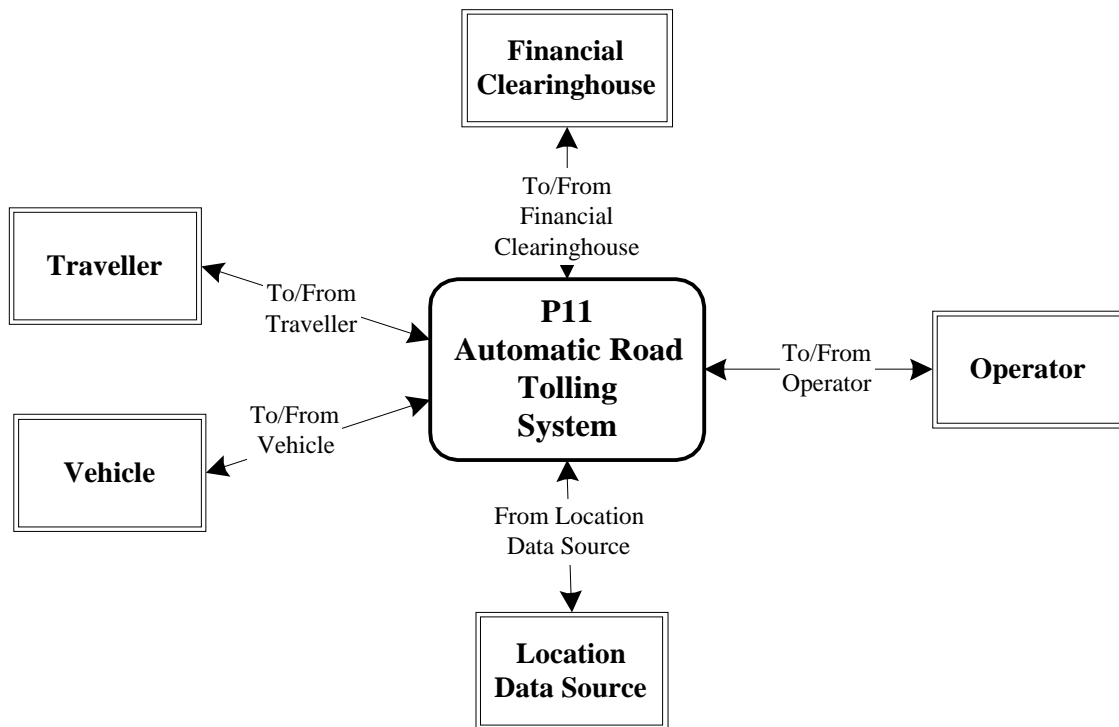 Financial
Clearinghouse
To/From
Financial
Clearinghouse
Traveller
To/From
Traveller
P11
Automatic Road
Tolling
System
To/From
Operator
Operator
To/From
Vehicle
Vehicle
From Location
Data Source
Location
Data Source